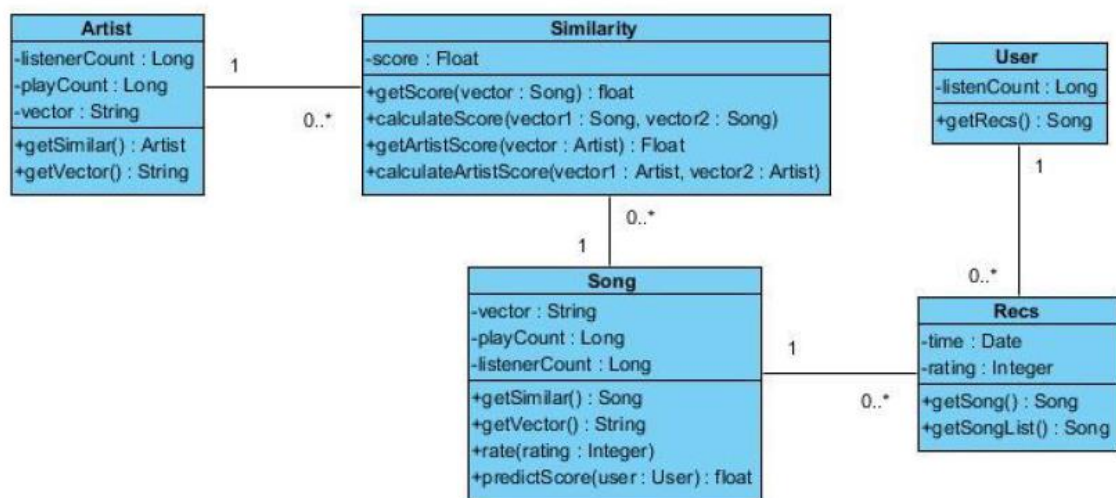 Artist
-listenerCount : Long
-playCount : Long
-vector : String
+getSimilar() : Artist
+getVector() : String
1
0..*
Similarity
-score : Float
+getScore(vector : Song) : float
+calculateScore(vector1 : Song, vector2 : Song)
+getArtistScore(vector : Artist) : Float
+calculateArtistScore(vector1 : Artist, vector2 : Artist)
0..*
1
User
-listenCount : Long
+getRecs() : Song
1
0..*
Song
-vector : String
-playCount : Long
-listenerCount : Long
+getSimilar() : Song
+getVector() : String
+rate(rating : Integer)
+predictScore(user : User) : float
1
0..*
Recs
-time : Date
-rating : Integer
+getSong() : Song
+getSongList() : Song